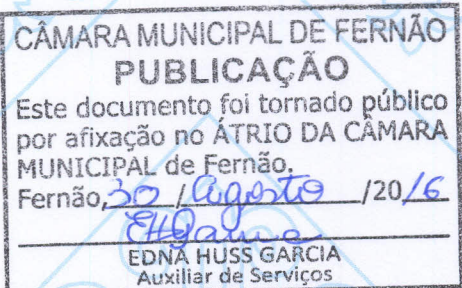 CÂMARA MUNICIPAL DE FERNÃO
PUBLICAÇÃO
Este documento foi tornado público
por afixação no ÁTRIO DA CÂMARA
MUNICIPAL de Fernão.
Fernão, 30 / Agosto /2016
EHGarcia
EDNA HUSS GARCIA
Auxiliar de Serviços